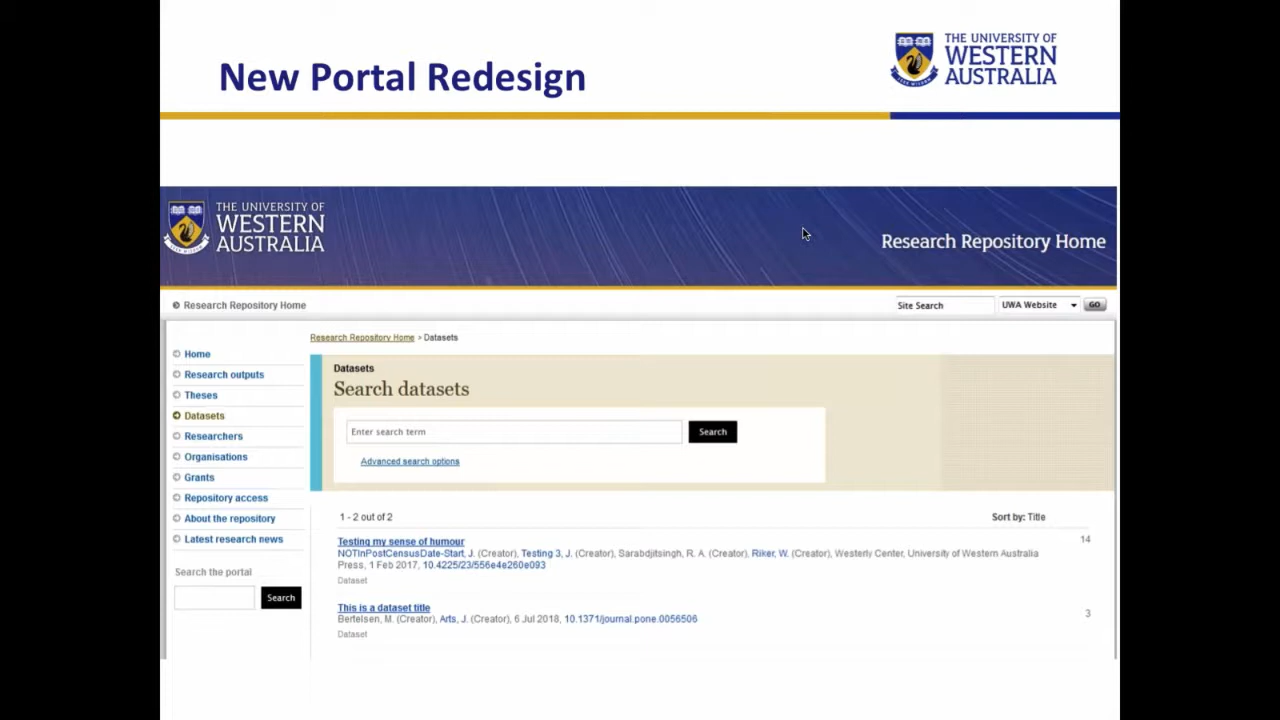 New Portal Redesign
THE UNIVERSITY OF
WESTERN
AUSTRALIA
THE UNIVERSITY OF
WESTERN
AUSTRALIA
Research Repository Home
Research Repository Home
Site Search
UWA Website
GO
Research Repository Home > Datasets
Home
Research outputs
Theses
Datasets
Researchers
Organisations
Grants
Repository access
About the repository
Latest research news
Search the portal
Search
Datasets
Search datasets
Enter search term
Search
Advanced search options
1 - 2 out of 2
Sort by: Title
Testing my sense of humour
14
NOTInPostCensusDate-Start, J. (Creator), Testing 3, J. (Creator), Sarabdjitsingh, R. A. (Creator), Riker, W. (Creator), Westerly Center, University of Western Australia
Press, 1 Feb 2017, 10.4225/23/556e4e260e093
Dataset
This is a dataset title
3
Bertelsen, M. (Creator), Arts, J. (Creator), 6 Jul 2018, 10.1371/journal.pone.0056506
Dataset